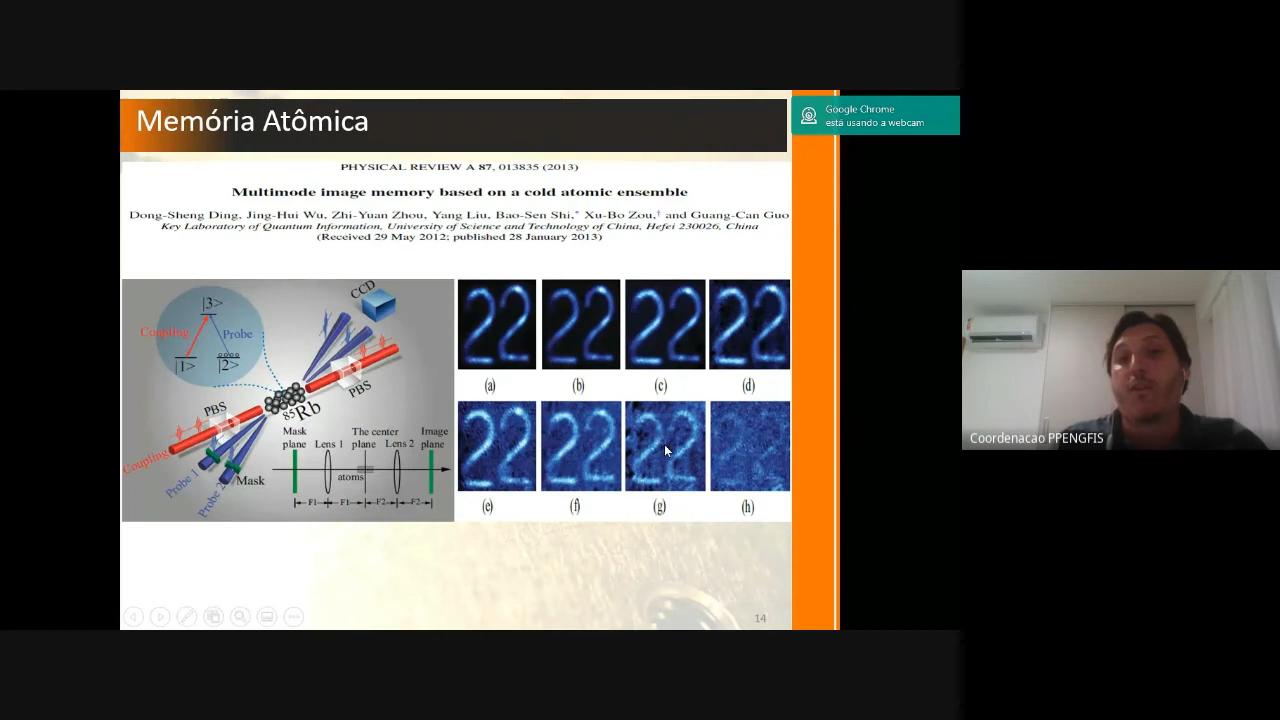 Memória Atômica
Google Chrome
está usando a webcam
PHYSICAL REVIEW A 87, 013835 (2013)
Multimode image memory based on a cold atomic ensemble
Dong-Sheng Ding, Jing-Hui Wu, Zhi-Yuan Zhou, Yang Liu, Bao-Sen Shi,* Xu-Bo Zou,† and Guang-Can Guo
Key Laboratory of Quantum Information, University of Science and Technology of China, Hefei 230026, China
(Received 29 May 2012; published 28 January 2013)
|3>
Coupling
Probe
|1>
|2>
CCD
PBS
PBS
85Rb
Coupling
Probe 1
Probe 2
Mask
Mask plane
Lens 1
The center plane
Lens 2
Image plane
atoms
F1
F1
F2
F2
22
22
22
22
(a)
(b)
(c)
(d)
22
22
22
(e)
(f)
(g)
(h)
14
Coordenacao PPENGFIS